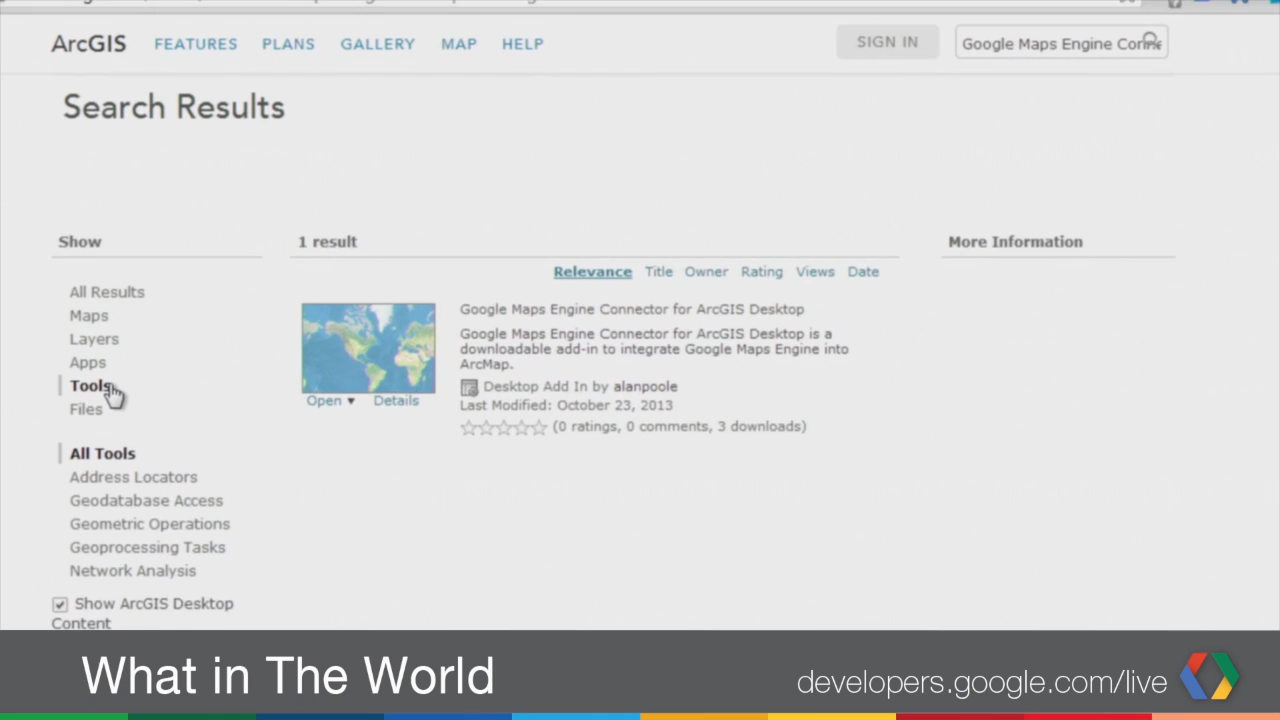 ArcGIS FEATURES PLANS GALLERY MAP HELP SIGN IN Google Maps Engine
Search Results
Show
All Results
Maps
Layers
Apps
Tools
Files
All Tools
Address Locators
Geodatabase Access
Geometric Operations
Geoprocessing Tasks
Network Analysis
Show ArcGIS Desktop
Content
1 result
Relevance Title Owner Rating Views Date
Google Maps Engine Connector for ArcGIS Desktop
Google Maps Engine Connector for ArcGIS Desktop is a
downloadable add-in to integrate Google Maps Engine into
ArcMap.
Desktop Add In by alanpoole
Last Modified: October 23, 2013
(0 ratings, 0 comments, 3 downloads)
Open ▼ Details
More Information
What in The World
developers.google.com/live